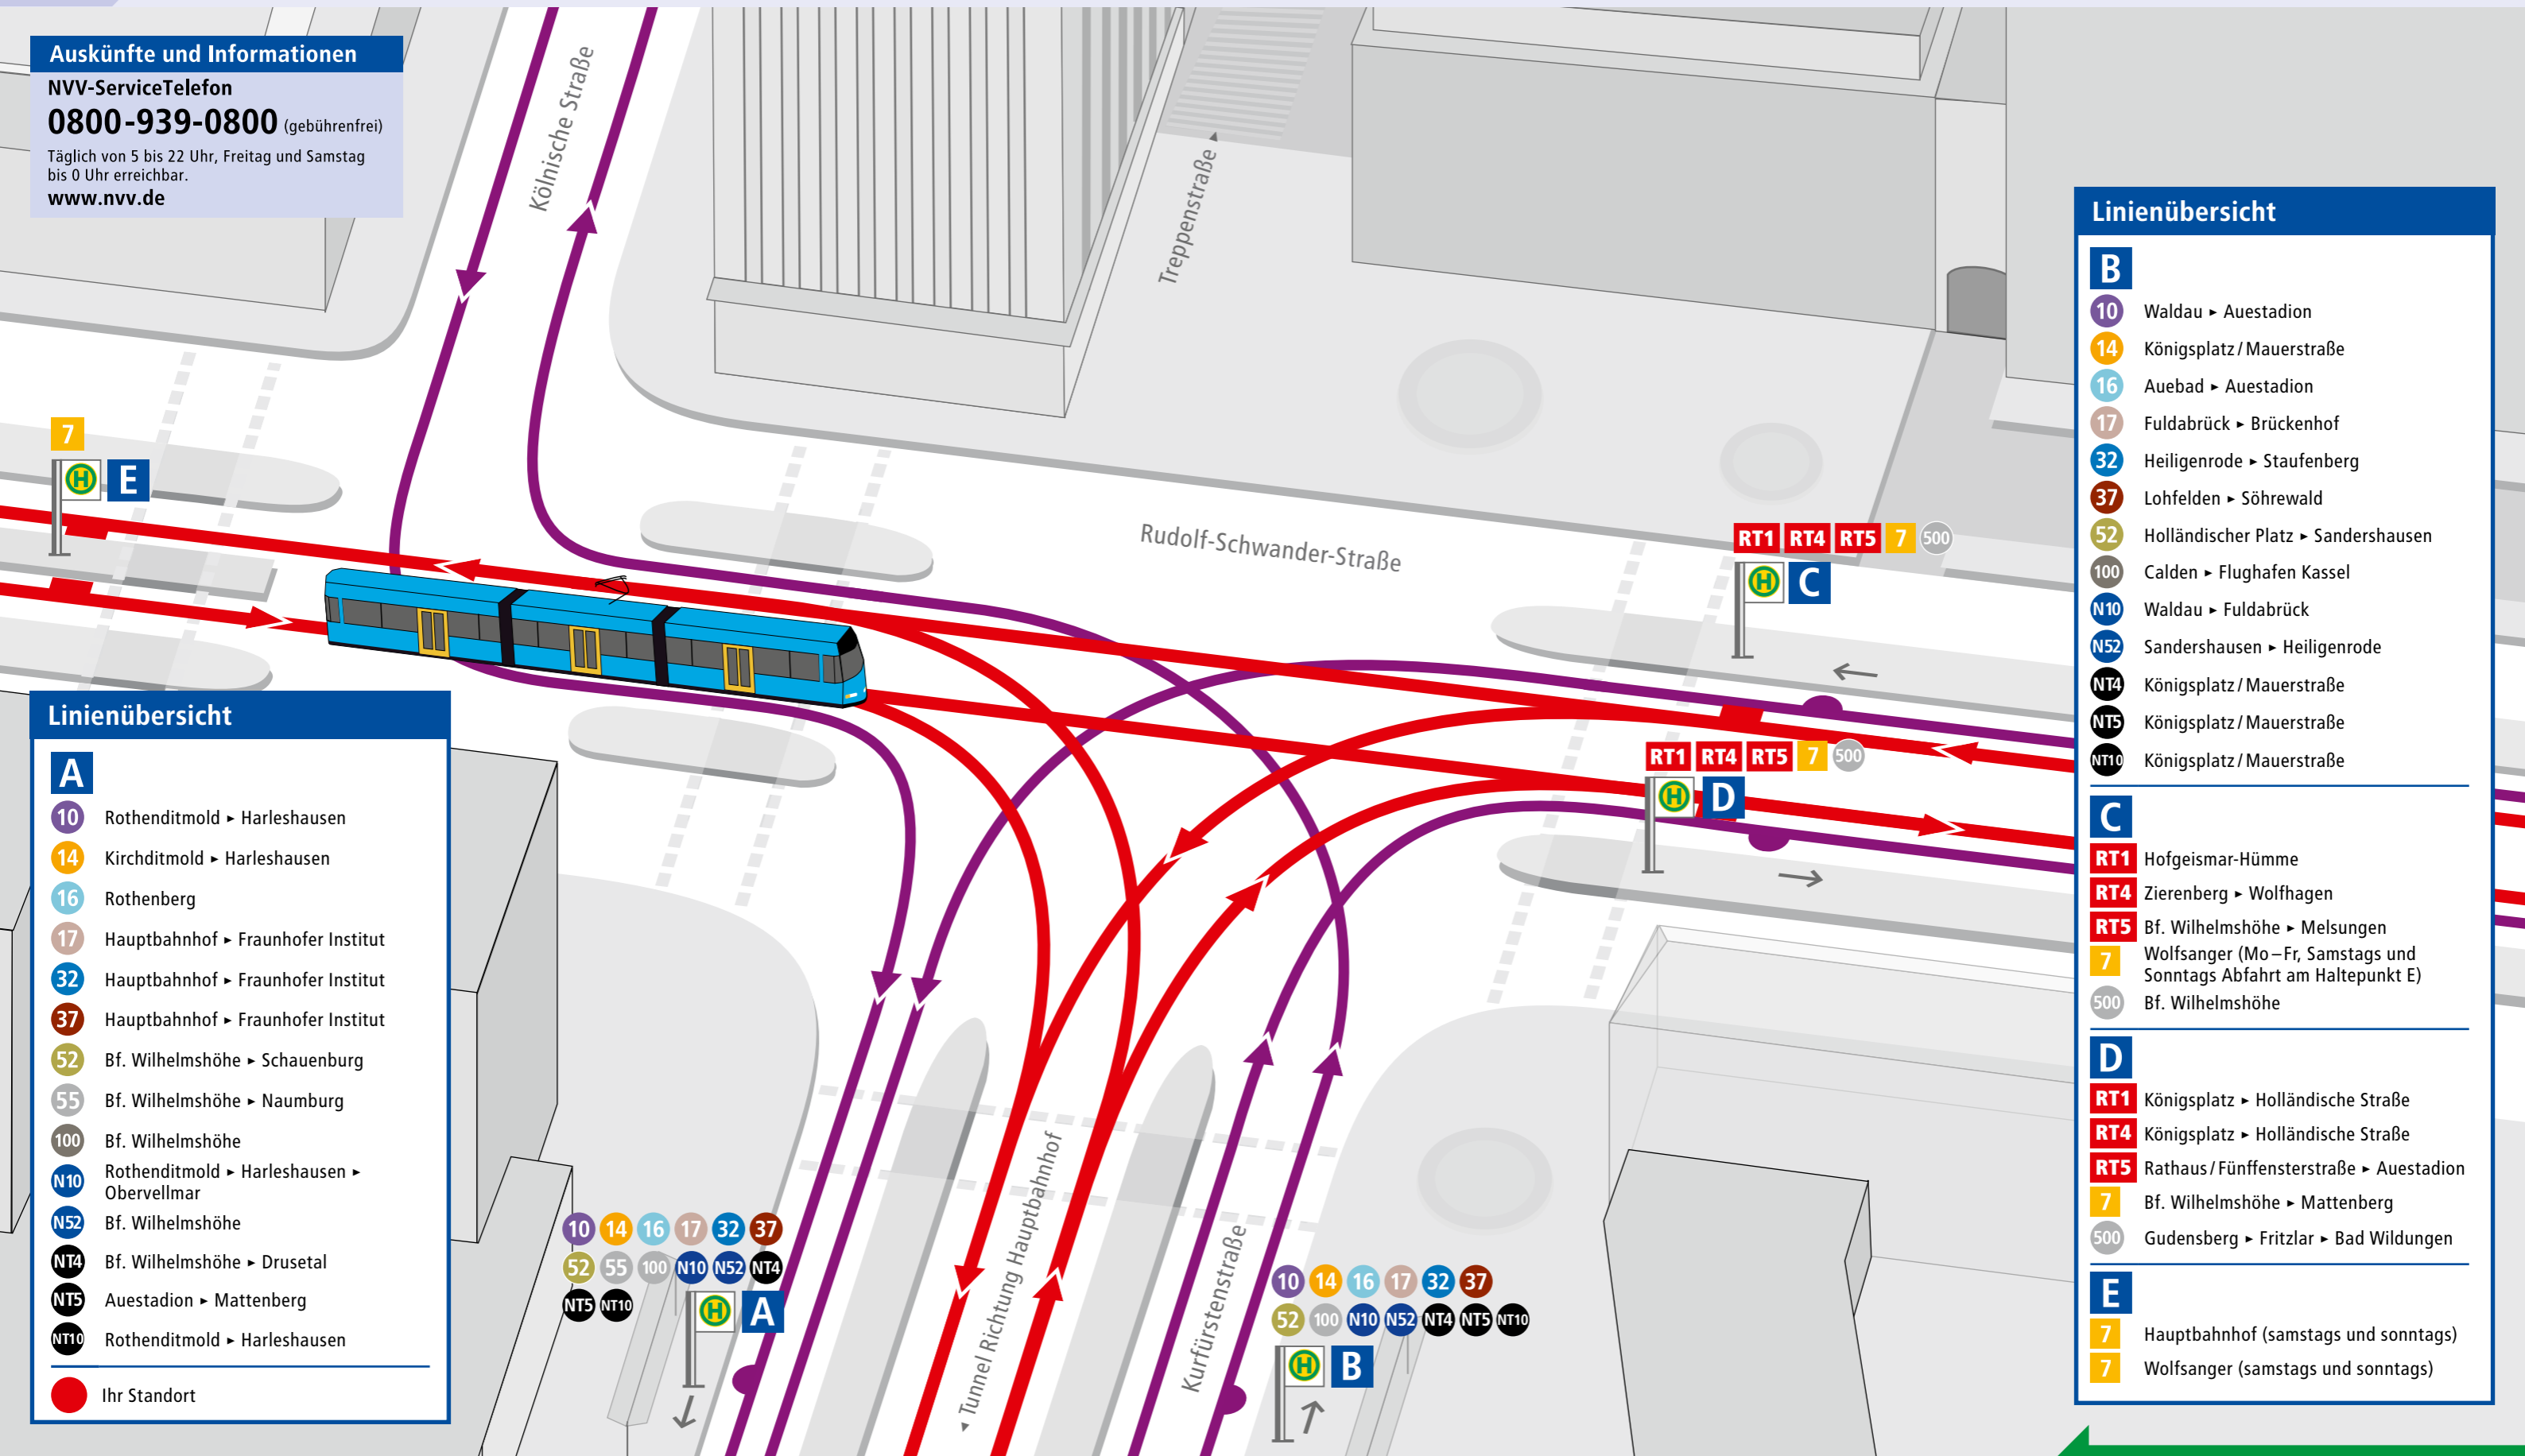 Auskünfte und Informationen
NVV-ServiceTelefon
0800-939-0800 (gebührenfrei)
Täglich von 5 bis 22 Uhr, Freitag und Samstag
bis 0 Uhr erreichbar.
www.nvv.de
Kölnische Straße
Treppenstraße
Rudolf-Schwander-Straße
7
H E
RT1 RT4 RT5 7 500
H C
RT1 RT4 RT5 7 500
H D
Tunnel Richtung Hauptbahnhof
Kurfürstenstraße
10 14 16 17 32 37
52 55 100 N10 N52 NT4
NT5 NT10
H A
10 14 16 17 32 37
52 100 N10 N52 NT4 NT5 NT10
H B
Linienübersicht
A
10 Rothenditmold ▸ Harleshausen
14 Kirchditmold ▸ Harleshausen
16 Rothenberg
17 Hauptbahnhof ▸ Fraunhofer Institut
32 Hauptbahnhof ▸ Fraunhofer Institut
37 Hauptbahnhof ▸ Fraunhofer Institut
52 Bf. Wilhelmshöhe ▸ Schauenburg
55 Bf. Wilhelmshöhe ▸ Naumburg
100 Bf. Wilhelmshöhe
N10 Rothenditmold ▸ Harleshausen ▸
Obervellmar
N52 Bf. Wilhelmshöhe
NT4 Bf. Wilhelmshöhe ▸ Drusetal
NT5 Auestadion ▸ Mattenberg
NT10 Rothenditmold ▸ Harleshausen
Ihr Standort
Linienübersicht
B
10 Waldau ▸ Auestadion
14 Königsplatz/Mauerstraße
16 Auebad ▸ Auestadion
17 Fuldabrück ▸ Brückenhof
32 Heiligenrode ▸ Staufenberg
37 Lohfelden ▸ Söhrewald
52 Holländischer Platz ▸ Sandershausen
100 Calden ▸ Flughafen Kassel
N10 Waldau ▸ Fuldabrück
N52 Sandershausen ▸ Heiligenrode
NT4 Königsplatz/Mauerstraße
NT5 Königsplatz/Mauerstraße
NT10 Königsplatz/Mauerstraße
C
RT1 Hofgeismar-Hümme
RT4 Zierenberg ▸ Wolfhagen
RT5 Bf. Wilhelmshöhe ▸ Melsungen
7 Wolfsanger (Mo–Fr, Samstags und
Sonntags Abfahrt am Haltepunkt E)
500 Bf. Wilhelmshöhe
D
RT1 Königsplatz ▸ Holländische Straße
RT4 Königsplatz ▸ Holländische Straße
RT5 Rathaus/Fünffensterstraße ▸ Auestadion
7 Bf. Wilhelmshöhe ▸ Mattenberg
500 Gudensberg ▸ Fritzlar ▸ Bad Wildungen
E
7 Hauptbahnhof (samstags und sonntags)
7 Wolfsanger (samstags und sonntags)